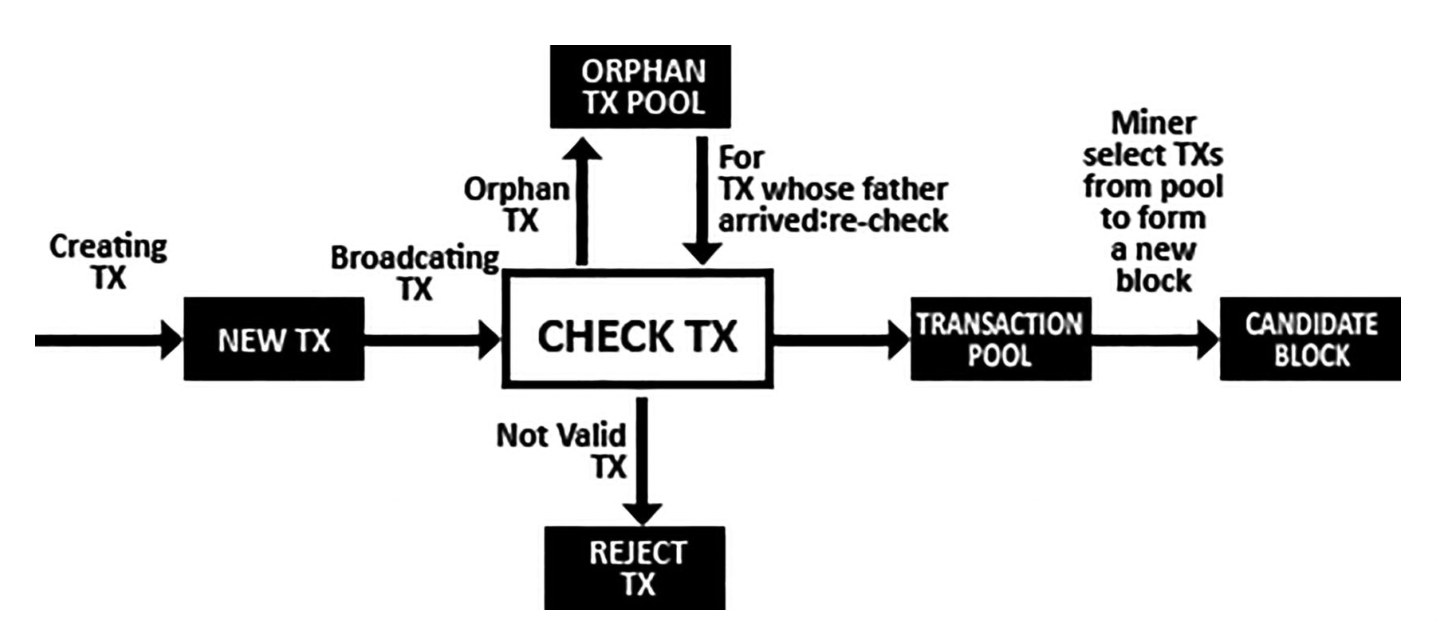 ORPHAN
TX POOL
Miner
select TXs
from pool
to form
a new
block
For
TX whose father
arrived:re-check
Orphan
TX
Creating
TX
Broadcating
TX
NEW TX
CHECK TX
TRANSACTION
POOL
CANDIDATE
BLOCK
Not Valid
TX
REJECT
TX